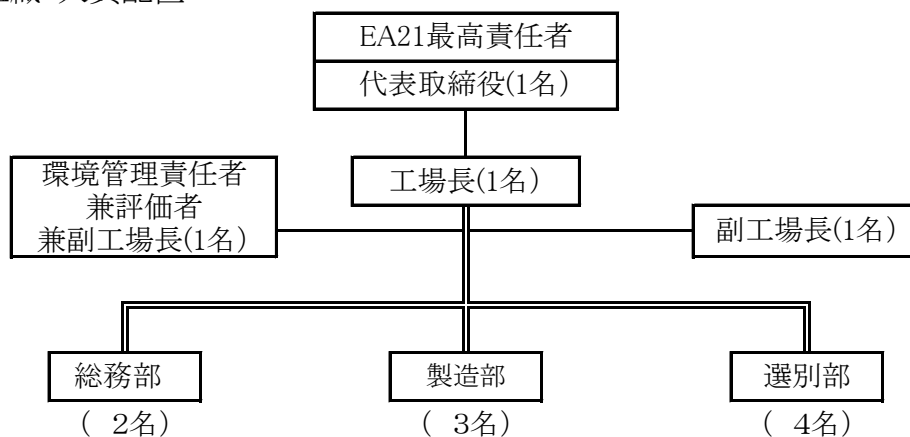 EA21最高責任者
代表取締役(1名)
環境管理責任者
兼評価者
兼副工場長(1名)
工場長(1名)
副工場長(1名)
総務部
製造部
選別部
( 2名)
( 3名)
( 4名)